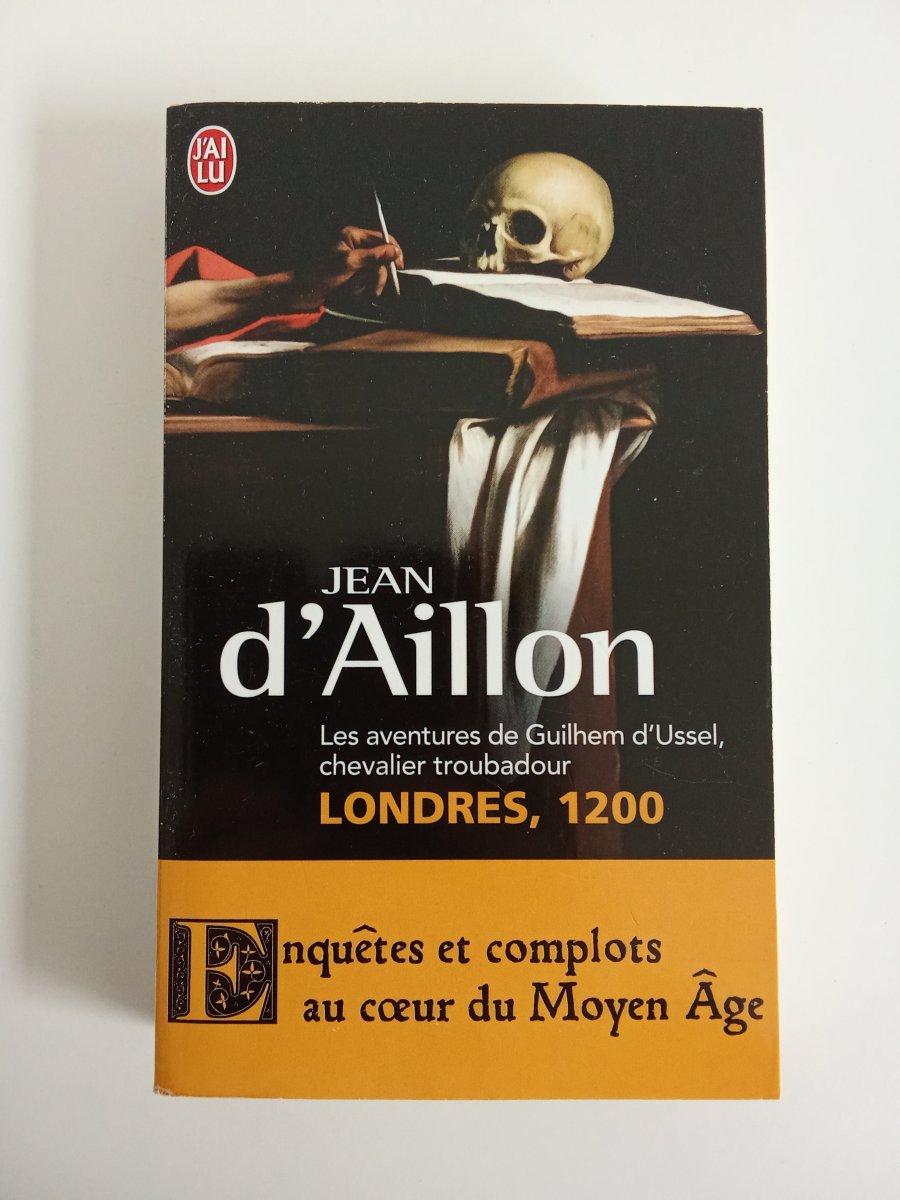 J'AI
LU
JEAN
d'Aillon
Les aventures de Guilhem d'Ussel,
chevalier troubadour
LONDRES, 1200
Enquêtes et complots
au cœur du Moyen Âge